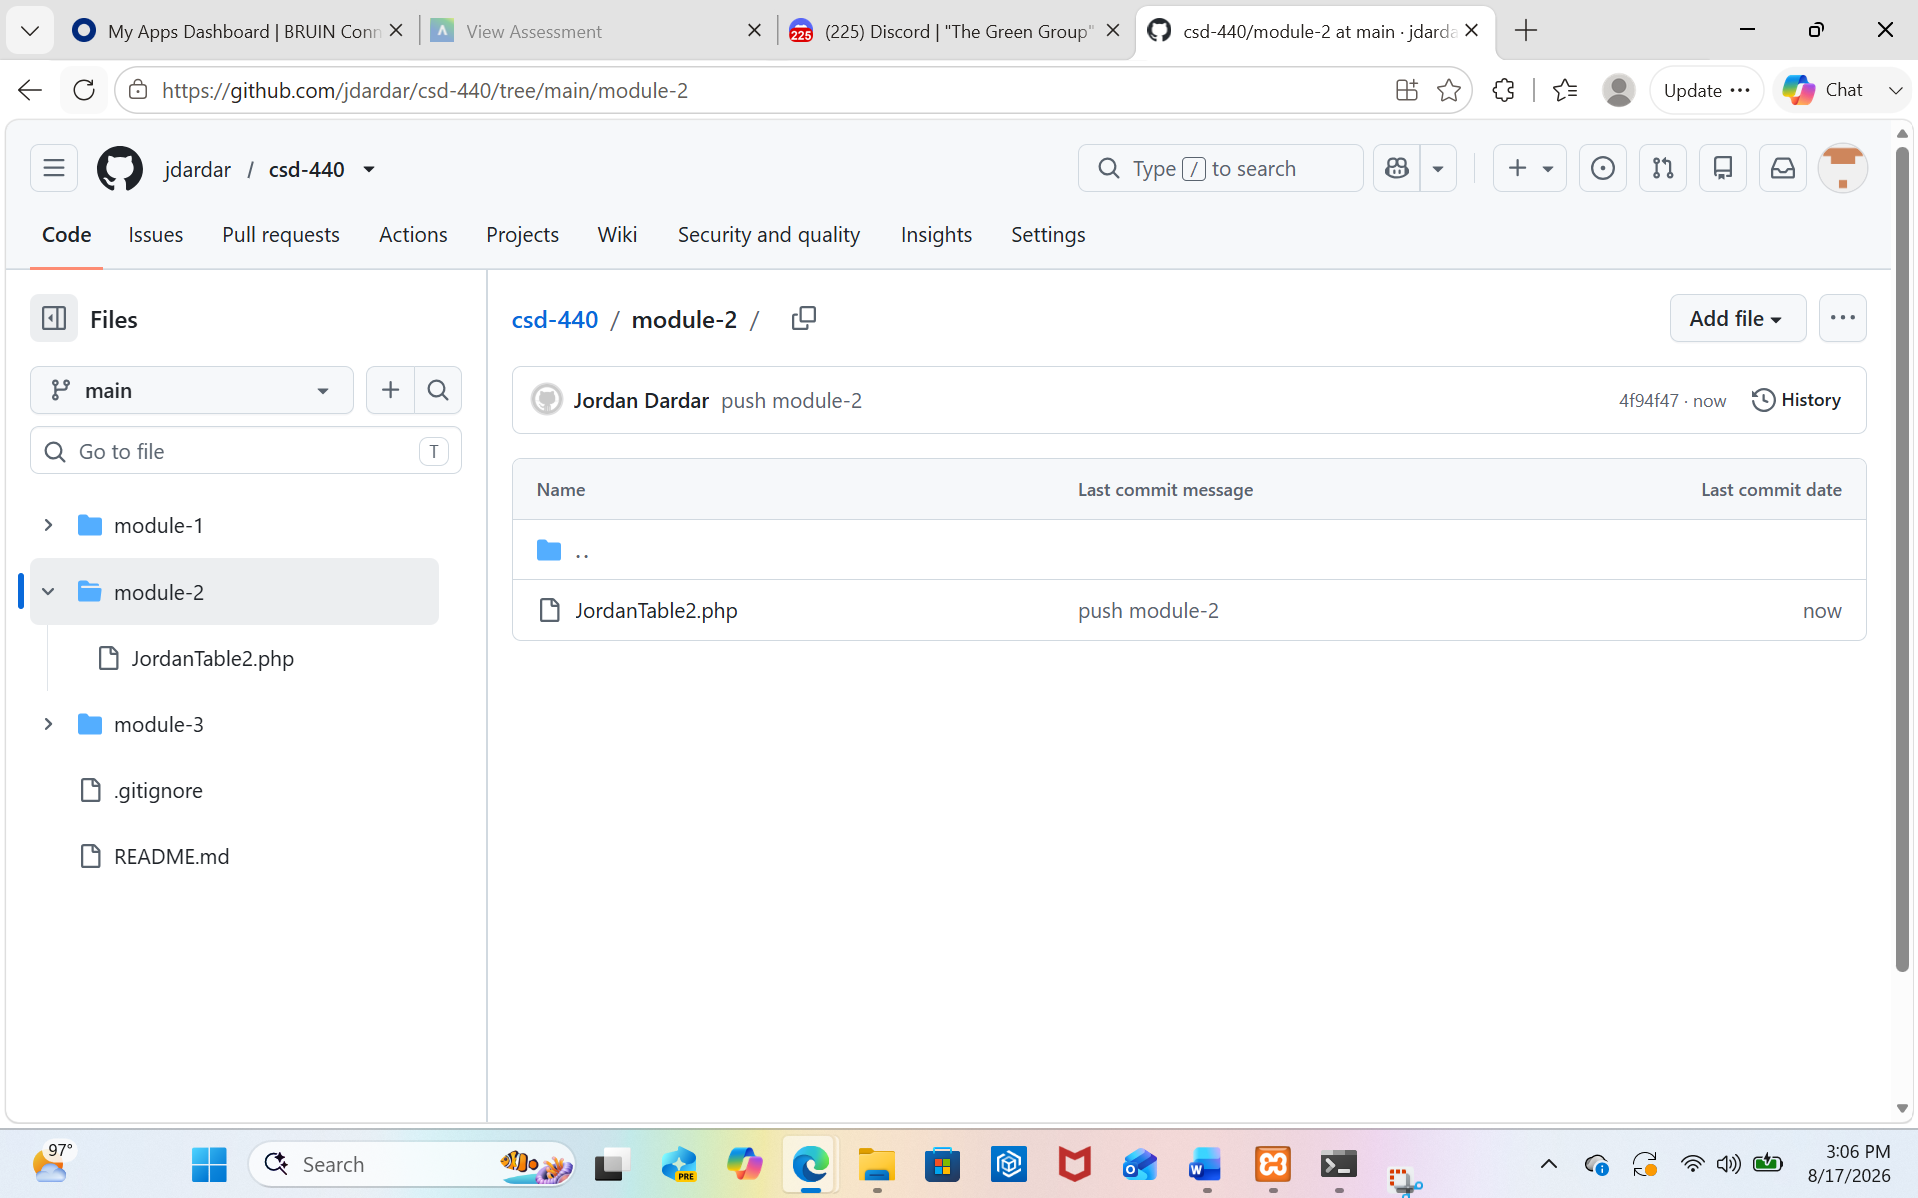 My Apps Dashboard | BRUIN Conn
View Assessment
225
(225) Discord | "The Green Group"
csd-440/module-2 at main · jdarda
https://github.com/jdardar/csd-440/tree/main/module-2
Update
Chat
jdardar / csd-440
Type / to search
Code Issues Pull requests Actions Projects Wiki Security and quality Insights Settings
Files
csd-440 / module-2 /
Add file
main
Jordan Dardar push module-2
4f94f47 · now
History
Go to file
T
Name Last commit message Last commit date
module-1
..
module-2
JordanTable2.php push module-2 now
JordanTable2.php
module-3
.gitignore
README.md
97°
Search
PRE
3:06 PM
8/17/2026